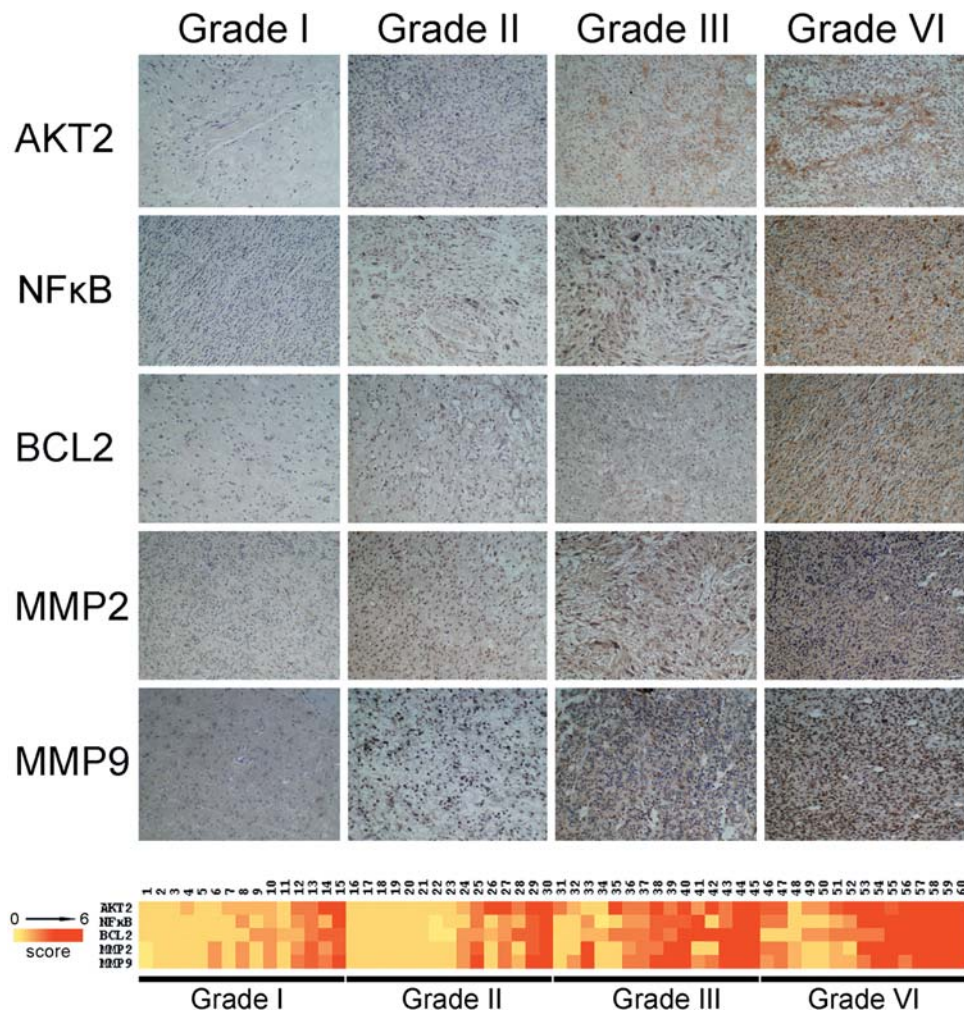 Grade I Grade II Grade III Grade VI
AKT2
NFκB
BCL2
MMP2
MMP9
1 2 3 4 5 6 7 8 9 10 11 12 13 14 15 16 17 18 19 20 21 22 23 24 25 26 27 28 29 30 31 32 33 34 35 36 37 38 39 40 41 42 43 44 45 46 47 48 49 50 51 52 53 54 55 56 57 58 59 60
0 6
score
AKT2
NFκB
BCL2
MMP2
MMP9
Grade I Grade II Grade III Grade VI